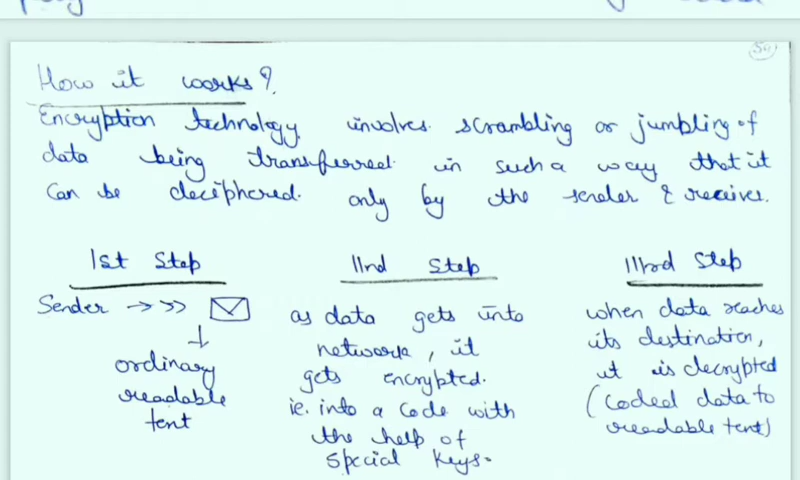 How it works?
Encryption technology involves scrambling or jumbling of
data being transferred in such a way that it
can be deciphered only by the sender & receiver.
Ist Step
Sender →>>
ordinary
readable
text
IInd Step
as data gets into
network, it
gets encrypted.
ie. into a code with
the help of
special keys.
IIIrd Step
when data reaches
its destination,
it is decrypted
(coded data to
readable text)